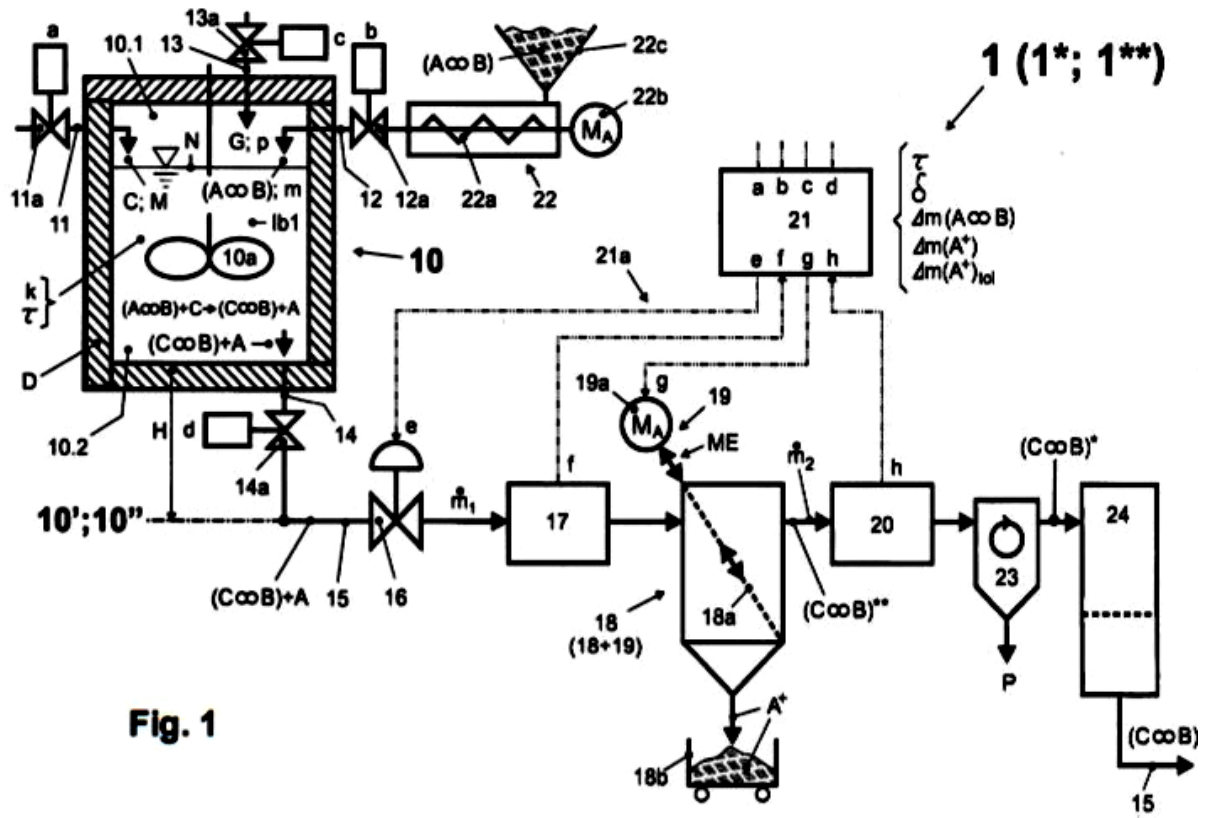 13a
a
13
c
b
10.1
(A∞B)
22c
1 (1*; 1**)
22b
M_A
N
G; p
11a
11
C; M
(A∞B); m
12
12a
22a
22
lb1
10a
10
k
τ
(A∞B)+C→(C∞B)+A
(C∞B)+A
D
10.2
H
d
14
14a
a b c d
21
e f g h
τ
δ
Δm(A∞B)
Δm(A⁺)
Δm(A⁺)tol
21a
e
f
g
h
19a
M_A
19
ME
10';10"
ṁ₁
17
ṁ₂
20
(C∞B)*
24
23
(C∞B)+A
15
16
18
(18+19)
18a
(C∞B)**
P
Fig. 1
A⁺
18b
(C∞B)
15